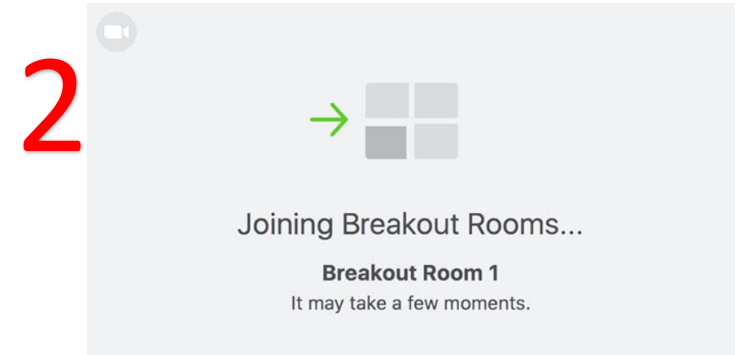 2
Joining Breakout Rooms...
Breakout Room 1
It may take a few moments.